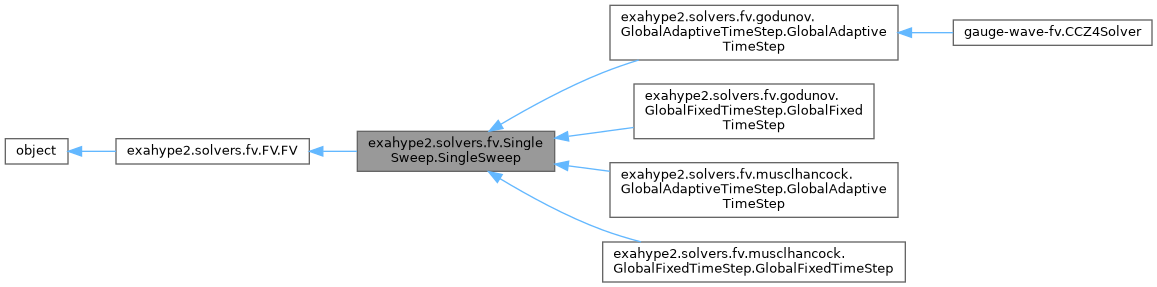 object
exahype2.solvers.fv.FV.FV
exahype2.solvers.fv.Single
Sweep.SingleSweep
exahype2.solvers.fv.godunov.
GlobalAdaptiveTimeStep.GlobalAdaptive
TimeStep
gauge-wave-fv.CCZ4Solver
exahype2.solvers.fv.godunov.
GlobalFixedTimeStep.GlobalFixed
TimeStep
exahype2.solvers.fv.musclhancock.
GlobalAdaptiveTimeStep.GlobalAdaptive
TimeStep
exahype2.solvers.fv.musclhancock.
GlobalFixedTimeStep.GlobalFixedTimeStep